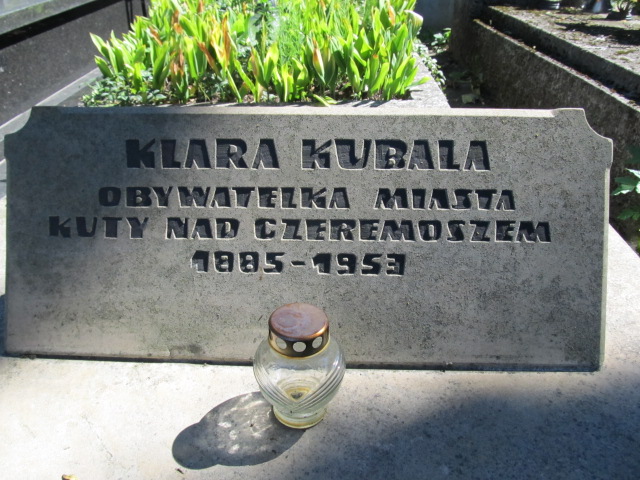 KLARA KUBALA
OBYWATELKA MIASTA
KUTY NAD CZEREMOSZEM
1885-1953